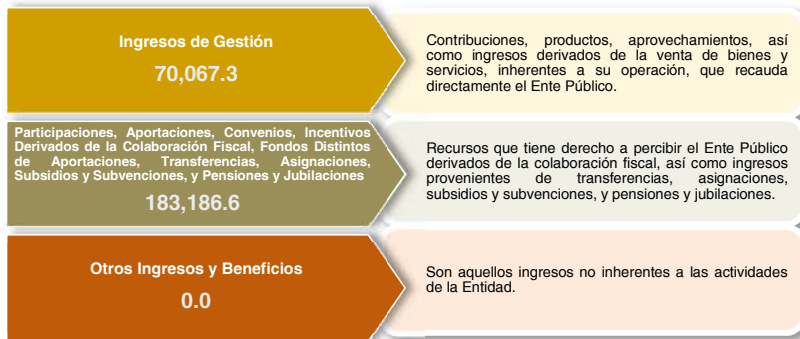 Ingresos de Gestión
70,067.3
Contribuciones, productos, aprovechamientos, así
como ingresos derivados de la venta de bienes y
servicios, inherentes a su operación, que recauda
directamente el Ente Público.
Participaciones, Aportaciones, Convenios, Incentivos
Derivados de la Colaboración Fiscal, Fondos Distintos
de Aportaciones, Transferencias, Asignaciones,
Subsidios y Subvenciones, y Pensiones y Jubilaciones
183,186.6
Recursos que tiene derecho a percibir el Ente Público
derivados de la colaboración fiscal, así como ingresos
provenientes de transferencias, asignaciones,
subsidios y subvenciones, y pensiones y jubilaciones.
Otros Ingresos y Beneficios
0.0
Son aquellos ingresos no inherentes a las actividades
de la Entidad.